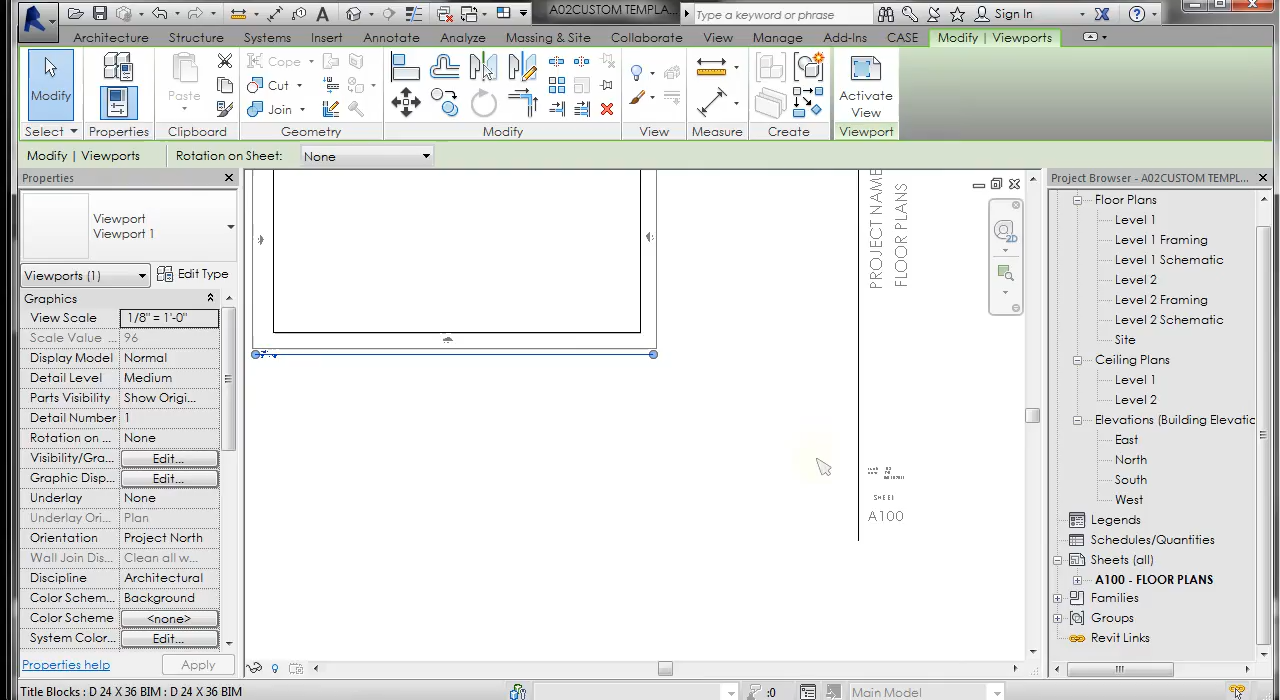 A02CUSTOM TEMPLA...
Type a keyword or phrase
Sign In
Architecture
Structure
Systems
Insert
Annotate
Analyze
Massing & Site
Collaborate
View
Manage
Add-Ins
CASE
Modify | Viewports
Modify
Paste
Cope
Cut
Join
Activate
View
Select
Properties
Clipboard
Geometry
Modify
View
Measure
Create
Viewport
Modify | Viewports
Rotation on Sheet:
None
Properties
Viewport
Viewport 1
Viewports (1)
Edit Type
Graphics
View Scale 1/8" = 1'-0"
Scale Value ... 96
Display Model Normal
Detail Level Medium
Parts Visibility Show Origi...
Detail Number 1
Rotation on ... None
Visibility/Gra... Edit...
Graphic Disp... Edit...
Underlay None
Underlay Ori... Plan
Orientation Project North
Wall Join Dis... Clean all w...
Discipline Architectural
Color Schem... Background
Color Scheme <none>
System Color... Edit...
Properties help
Apply
PROJECT NAME
FLOOR PLANS
SHEET
A100
2D
Project Browser - A02CUSTOM TEMPL...
Floor Plans
Level 1
Level 1 Framing
Level 1 Schematic
Level 2
Level 2 Framing
Level 2 Schematic
Site
Ceiling Plans
Level 1
Level 2
Elevations (Building Elevatio
East
North
South
West
Legends
Schedules/Quantities
Sheets (all)
A100 - FLOOR PLANS
Families
Groups
Revit Links
Title Blocks : D 24 X 36 BIM : D 24 X 36 BIM
:0
Main Model